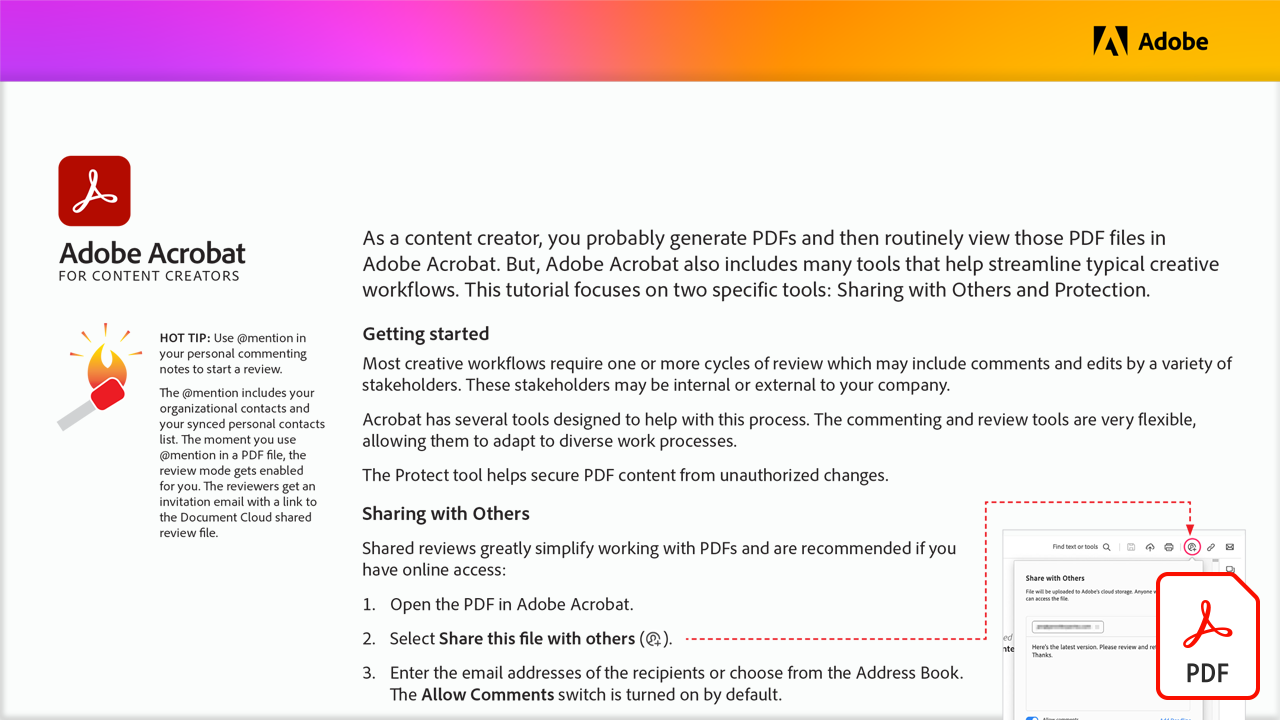 Adobe
Adobe Acrobat
FOR CONTENT CREATORS
HOT TIP: Use @mention in
your personal commenting
notes to start a review.
The @mention includes your
organizational contacts and
your synced personal contacts
list. The moment you use
@mention in a PDF file, the
review mode gets enabled
for you. The reviewers get an
invitation email with a link to
the Document Cloud shared
review file.
As a content creator, you probably generate PDFs and then routinely view those PDF files in
Adobe Acrobat. But, Adobe Acrobat also includes many tools that help streamline typical creative
workflows. This tutorial focuses on two specific tools: Sharing with Others and Protection.
Getting started
Most creative workflows require one or more cycles of review which may include comments and edits by a variety of
stakeholders. These stakeholders may be internal or external to your company.
Acrobat has several tools designed to help with this process. The commenting and review tools are very flexible,
allowing them to adapt to diverse work processes.
The Protect tool helps secure PDF content from unauthorized changes.
Sharing with Others
Shared reviews greatly simplify working with PDFs and are recommended if you
have online access:
1. Open the PDF in Adobe Acrobat.
2. Select Share this file with others ( ).
3. Enter the email addresses of the recipients or choose from the Address Book.
The Allow Comments switch is turned on by default.
Find text or tools
Share with Others
File will be uploaded to Adobe's cloud storage. Anyone
can access the file.
Here's the latest version. Please review and
Thanks.
Allow comments
PDF